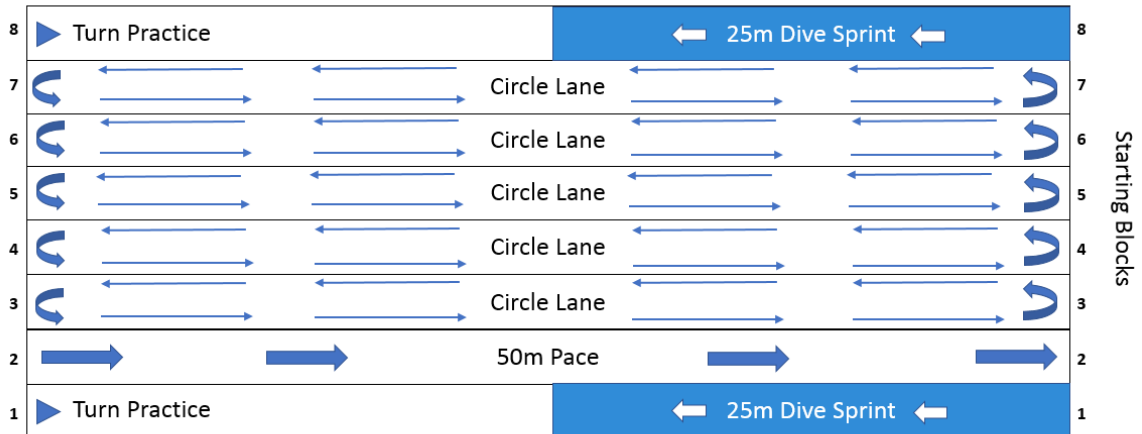 8 Turn Practice 25m Dive Sprint 8
7 Circle Lane 7
6 Circle Lane 6
5 Circle Lane 5
4 Circle Lane 4
3 Circle Lane 3
2 50m Pace 2
1 Turn Practice 25m Dive Sprint 1
Starting Blocks